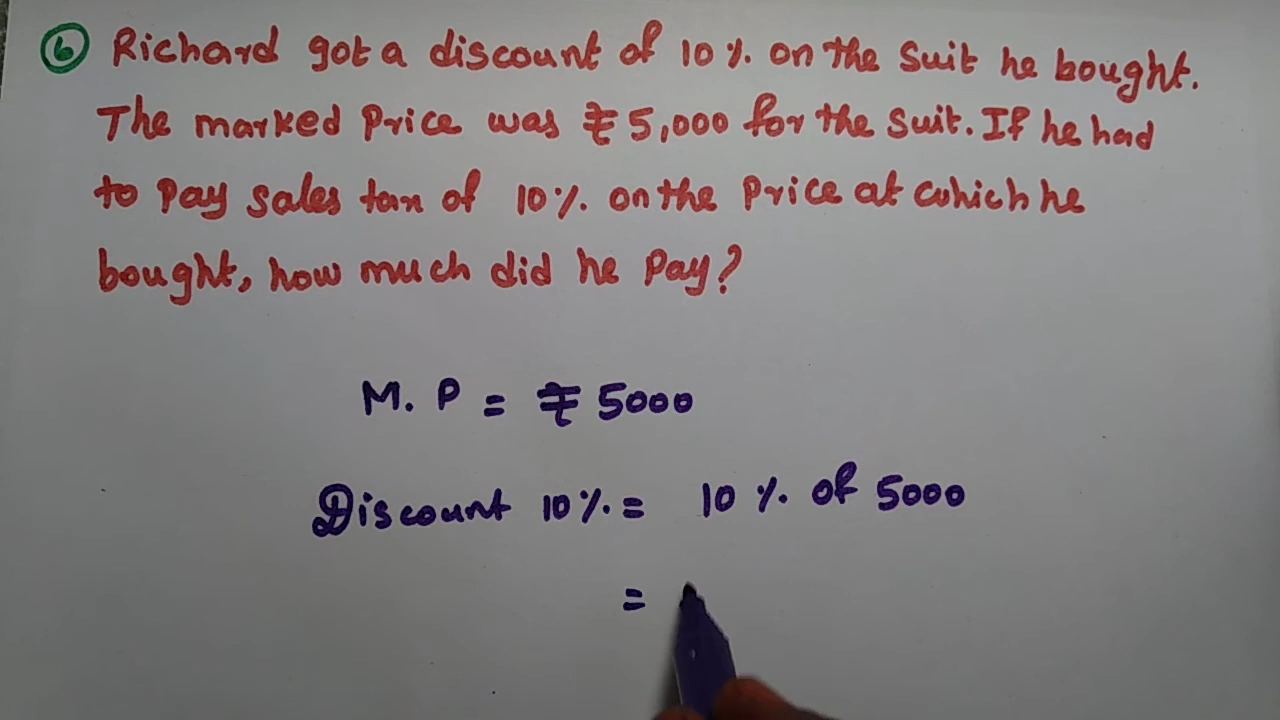 6 Richard got a discount of 10% on the suit he bought.
The marked price was ₹5,000 for the suit. If he had
to pay sales tax of 10% on the price at which he
bought, how much did he pay?
M.P = ₹5000
Discount 10% = 10% of 5000
=